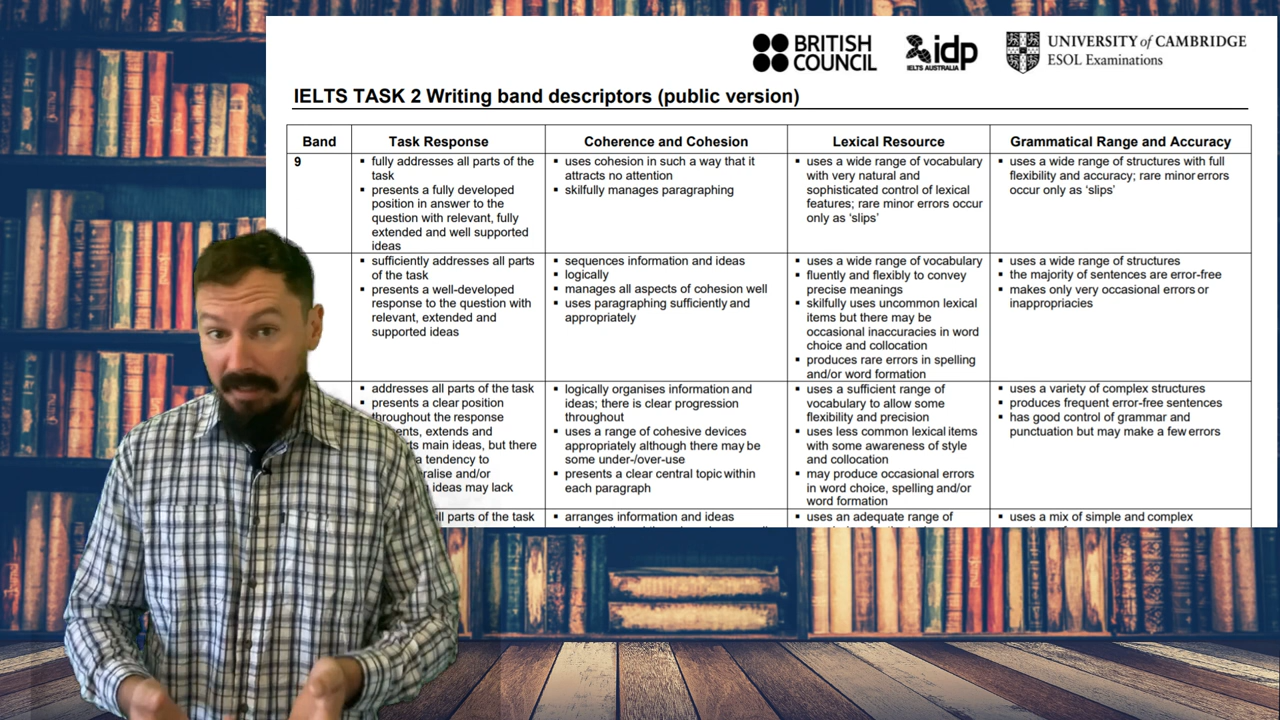 BRITISH
COUNCIL
idp
IELTS AUSTRALIA
UNIVERSITY of CAMBRIDGE
ESOL Examinations
IELTS TASK 2 Writing band descriptors (public version)
Band
Task Response
Coherence and Cohesion
Lexical Resource
Grammatical Range and Accuracy
9
▪ fully addresses all parts of the
task
▪ presents a fully developed
position in answer to the
question with relevant, fully
extended and well supported
ideas
▪ uses cohesion in such a way that it
attracts no attention
▪ skilfully manages paragraphing
▪ uses a wide range of vocabulary
with very natural and
sophisticated control of lexical
features; rare minor errors occur
only as ‘slips’
▪ uses a wide range of structures with full
flexibility and accuracy; rare minor errors
occur only as ‘slips’
▪ sufficiently addresses all parts
of the task
▪ presents a well-developed
response to the question with
relevant, extended and
supported ideas
▪ sequences information and ideas
▪ logically
▪ manages all aspects of cohesion well
▪ uses paragraphing sufficiently and
appropriately
▪ uses a wide range of vocabulary
▪ fluently and flexibly to convey
precise meanings
▪ skilfully uses uncommon lexical
items but there may be
occasional inaccuracies in word
choice and collocation
▪ produces rare errors in spelling
and/or word formation
▪ uses a wide range of structures
▪ the majority of sentences are error-free
▪ makes only very occasional errors or
inappropriacies
▪ addresses all parts of the task
▪ presents a clear position
throughout the response
extends and
main ideas, but there
a tendency to
and/or
ideas may lack
▪ logically organises information and
ideas; there is clear progression
throughout
▪ uses a range of cohesive devices
appropriately although there may be
some under-/over-use
▪ presents a clear central topic within
each paragraph
▪ uses a sufficient range of
vocabulary to allow some
flexibility and precision
▪ uses less common lexical items
with some awareness of style
and collocation
▪ may produce occasional errors
in word choice, spelling and/or
word formation
▪ uses a variety of complex structures
▪ produces frequent error-free sentences
▪ has good control of grammar and
punctuation but may make a few errors
parts of the task
▪ arranges information and ideas
▪ uses an adequate range of
▪ uses a mix of simple and complex